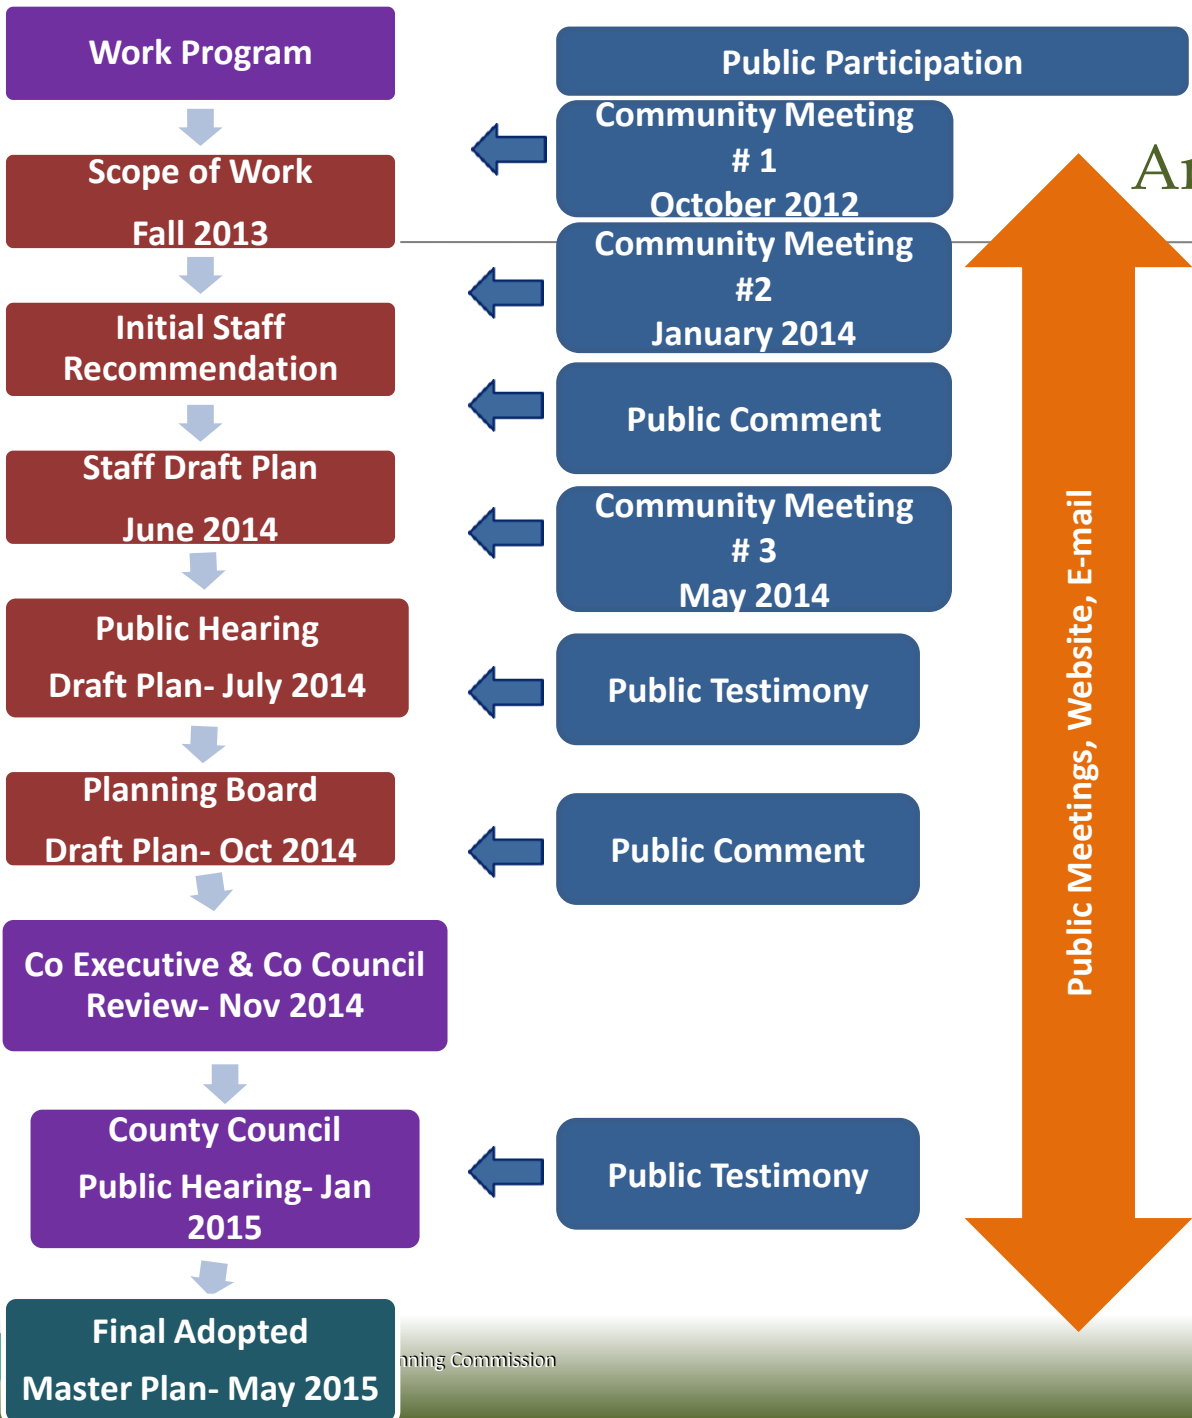 Work Program
Scope of Work
Fall 2013
Initial Staff
Recommendation
Staff Draft Plan
June 2014
Public Hearing
Draft Plan- July 2014
Planning Board
Draft Plan- Oct 2014
Co Executive & Co Council
Review- Nov 2014
County Council
Public Hearing- Jan
2015
Final Adopted
Master Plan- May 2015
Public Participation
Community Meeting
# 1
October 2012
Community Meeting
#2
January 2014
Public Comment
Community Meeting
# 3
May 2014
Public Testimony
Public Comment
Public Testimony
Public Meetings, Website, E-mail
nning Commission